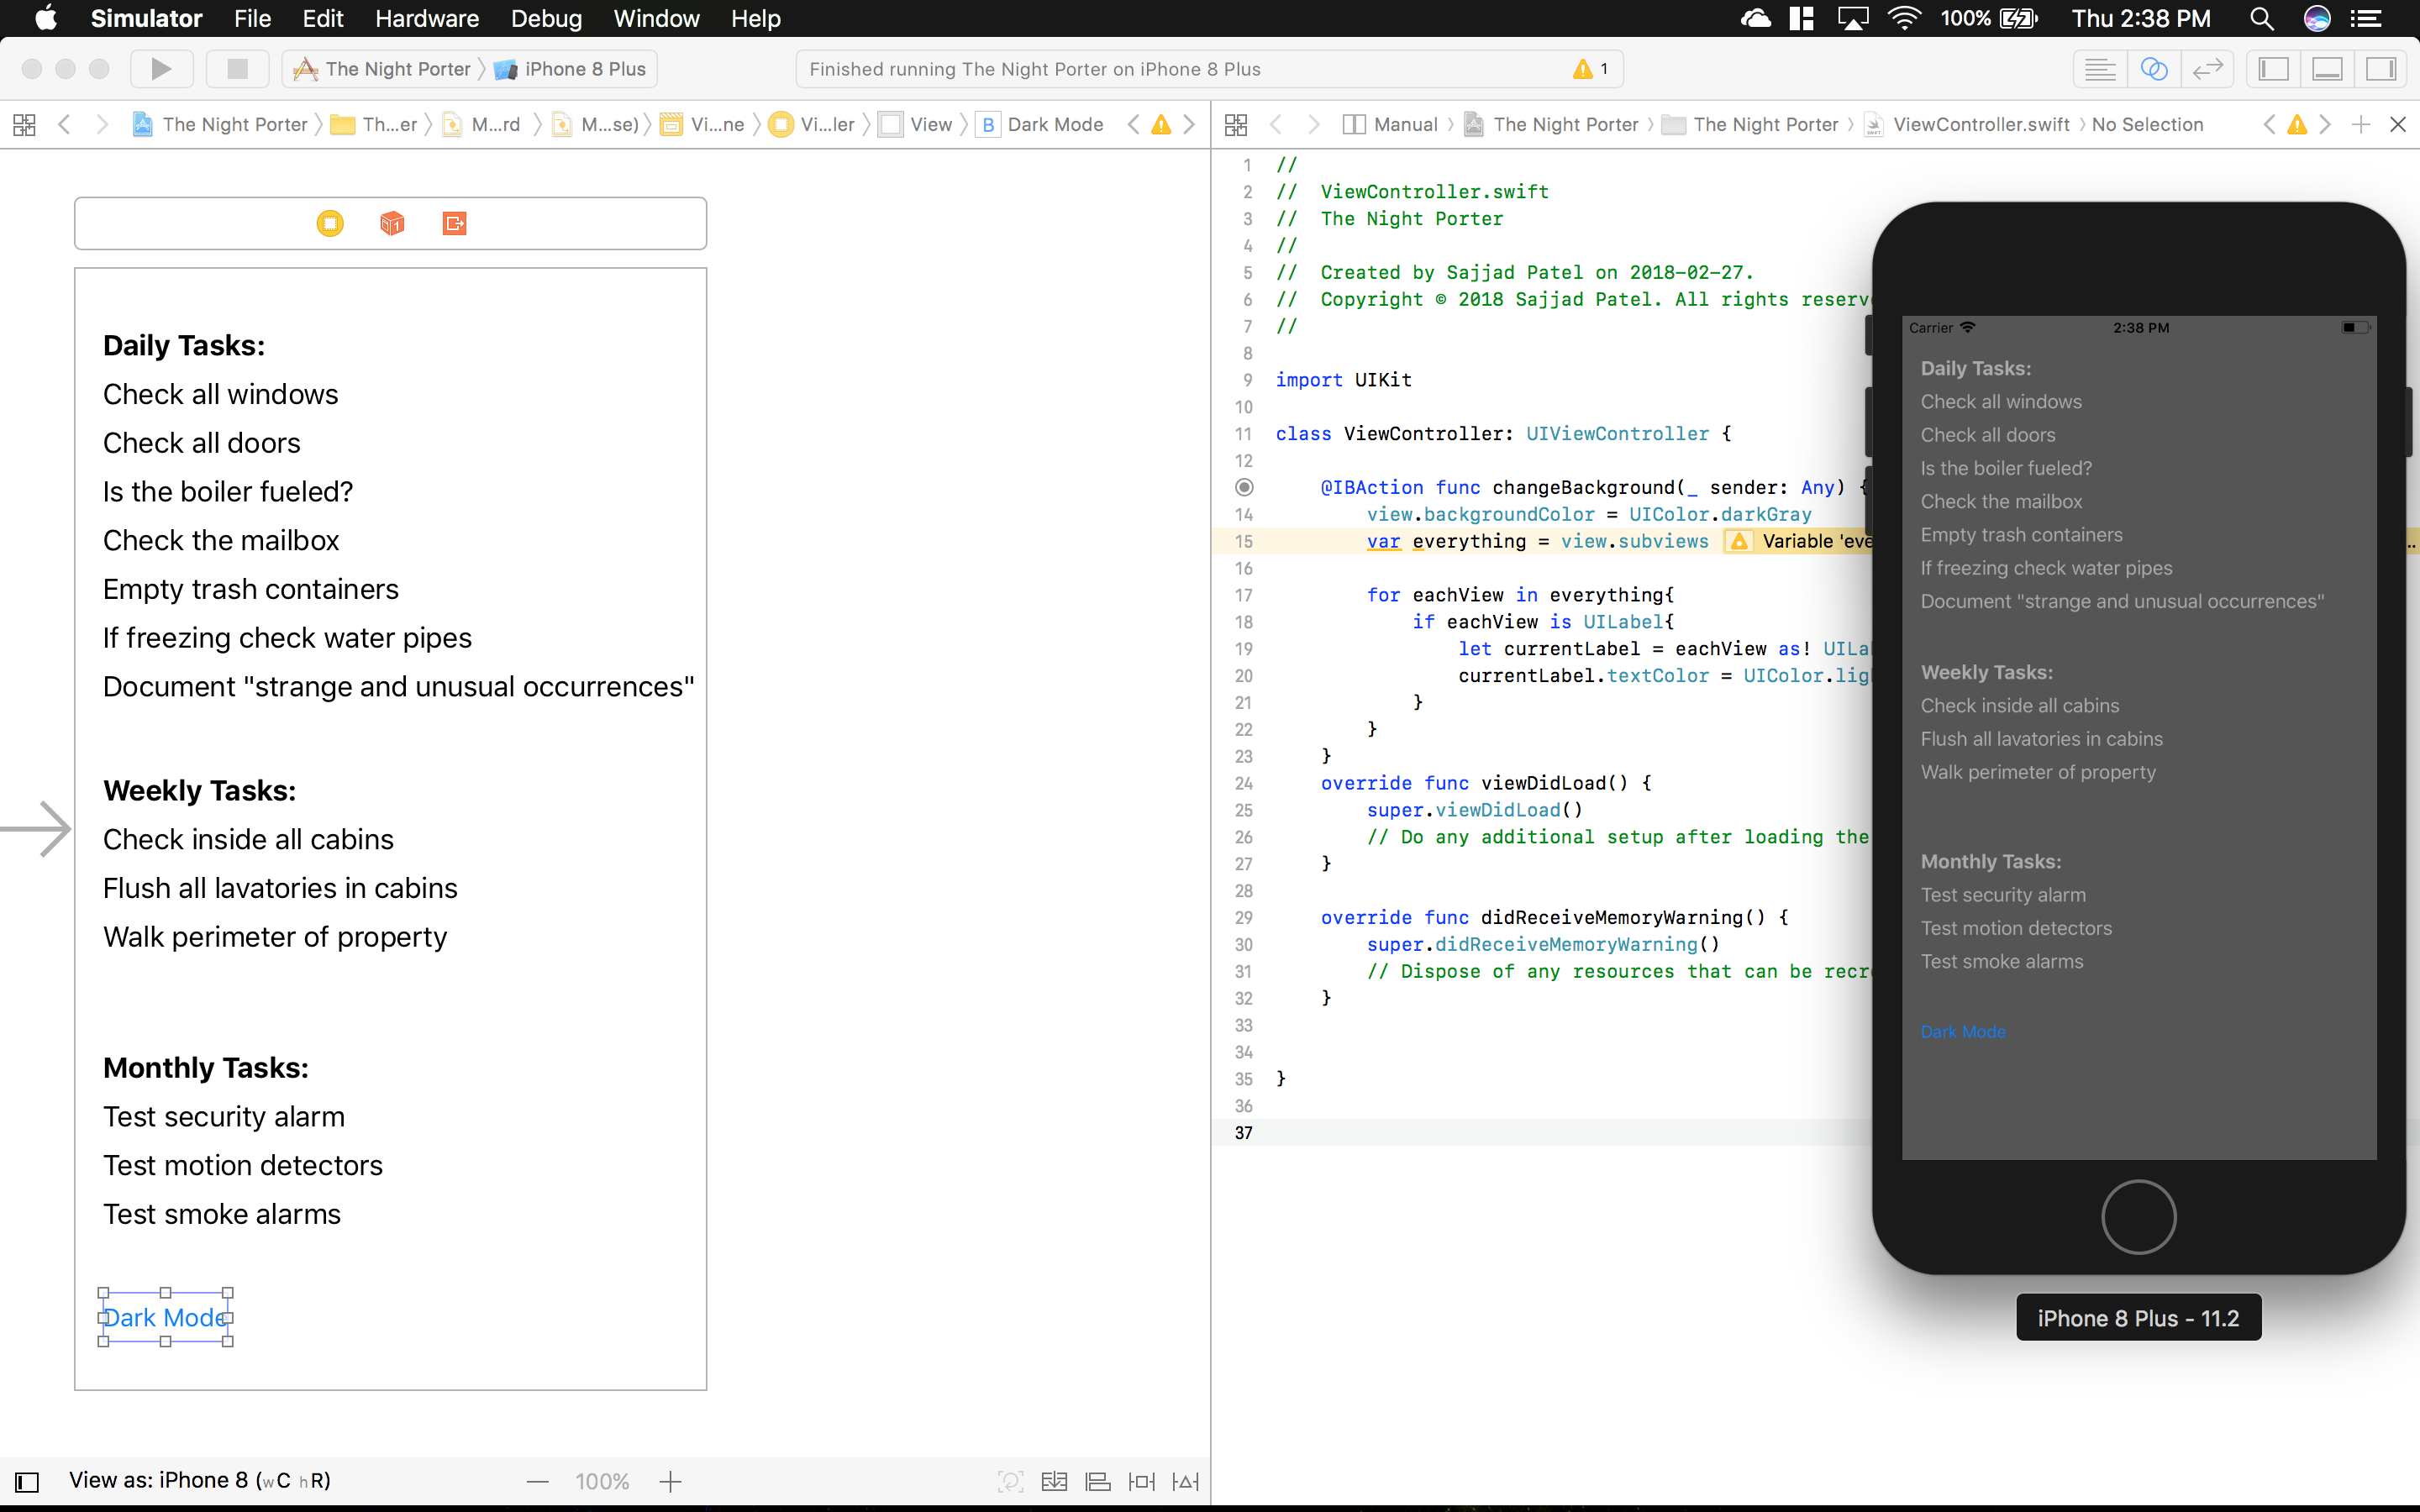 Simulator File Edit Hardware Debug Window Help 100% Thu 2:38 PM
The Night Porter iPhone 8 Plus Finished running The Night Porter on iPhone 8 Plus 1
The Night Porter Th...er M...rd M...se) Vi...ne Vi...ler View B Dark Mode
Manual The Night Porter The Night Porter ViewController.swift No Selection
Daily Tasks:
Check all windows
Check all doors
Is the boiler fueled?
Check the mailbox
Empty trash containers
If freezing check water pipes
Document "strange and unusual occurrences"
Weekly Tasks:
Check inside all cabins
Flush all lavatories in cabins
Walk perimeter of property
Monthly Tasks:
Test security alarm
Test motion detectors
Test smoke alarms
Dark Mode
View as: iPhone 8 (wC hR) — 100% +
1 //
2 // ViewController.swift
3 // The Night Porter
4 //
5 // Created by Sajjad Patel on 2018-02-27.
6 // Copyright © 2018 Sajjad Patel. All rights reserv
7 //
8
9 import UIKit
10
11 class ViewController: UIViewController {
12
@IBAction func changeBackground(_ sender: Any) {
14 view.backgroundColor = UIColor.darkGray
15 var everything = view.subviews Variable 'eve ..
16
17 for eachView in everything{
18 if eachView is UILabel{
19 let currentLabel = eachView as! UILa
20 currentLabel.textColor = UIColor.lig
21 }
22 }
23 }
24 override func viewDidLoad() {
25 super.viewDidLoad()
26 // Do any additional setup after loading the
27 }
28
29 override func didReceiveMemoryWarning() {
30 super.didReceiveMemoryWarning()
31 // Dispose of any resources that can be recr
32 }
33
34
35 }
36
37
Carrier 2:38 PM
Daily Tasks:
Check all windows
Check all doors
Is the boiler fueled?
Check the mailbox
Empty trash containers
If freezing check water pipes
Document "strange and unusual occurrences"
Weekly Tasks:
Check inside all cabins
Flush all lavatories in cabins
Walk perimeter of property
Monthly Tasks:
Test security alarm
Test motion detectors
Test smoke alarms
Dark Mode
iPhone 8 Plus - 11.2